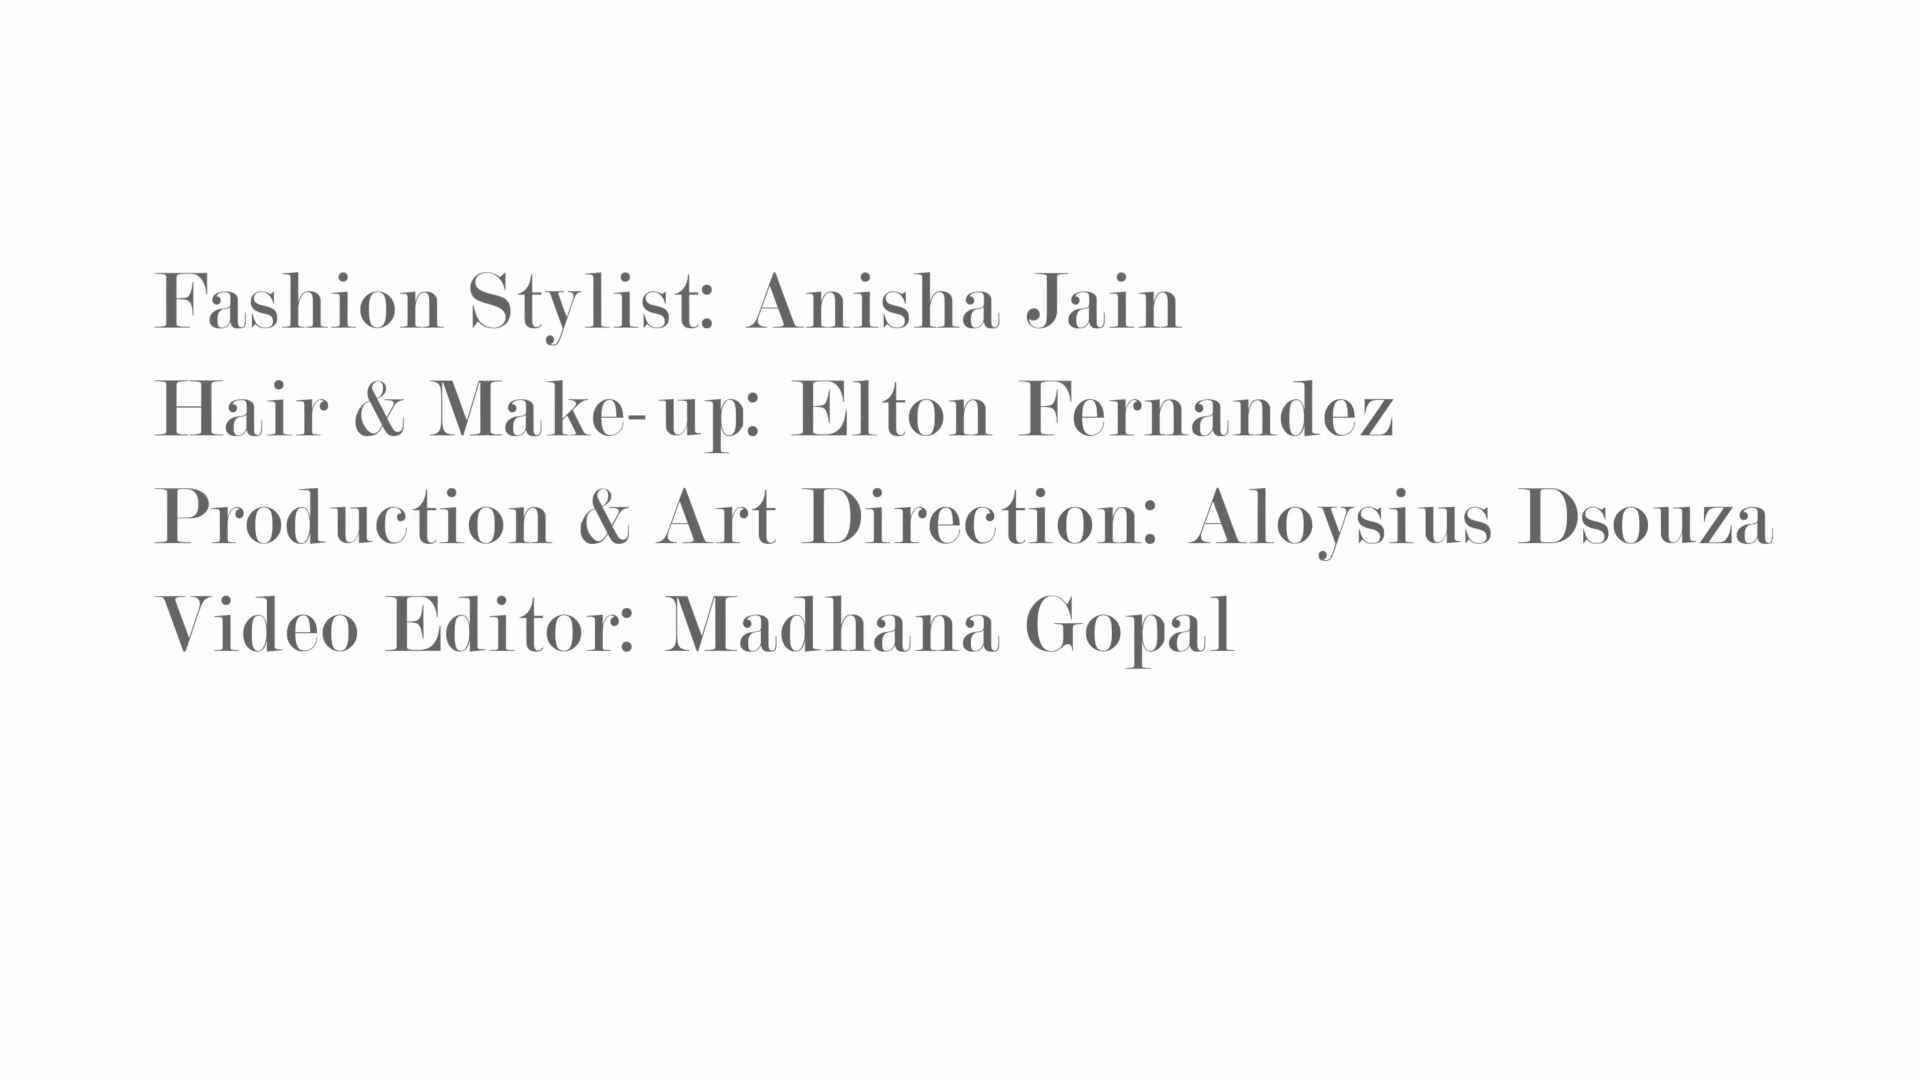 Fashion Stylist: Anisha Jain
Hair & Make-up: Elton Fernandez
Production & Art Direction: Aloysius Dsouza
Video Editor: Madhana Gopal